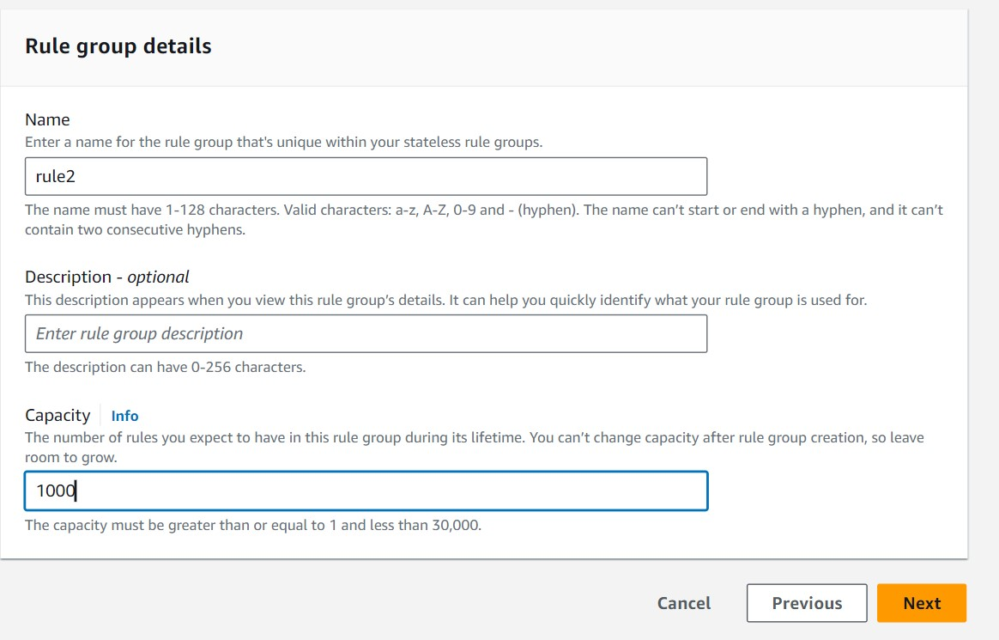 Rule group details
Name
Enter a name for the rule group that's unique within your stateless rule groups.
rule2
The name must have 1-128 characters. Valid characters: a-z, A-Z, 0-9 and - (hyphen). The name can’t start or end with a hyphen, and it can’t
contain two consecutive hyphens.
Description - optional
This description appears when you view this rule group’s details. It can help you quickly identify what your rule group is used for.
Enter rule group description
The description can have 0-256 characters.
Capacity Info
The number of rules you expect to have in this rule group during its lifetime. You can’t change capacity after rule group creation, so leave
room to grow.
1000
The capacity must be greater than or equal to 1 and less than 30,000.
Cancel Previous Next